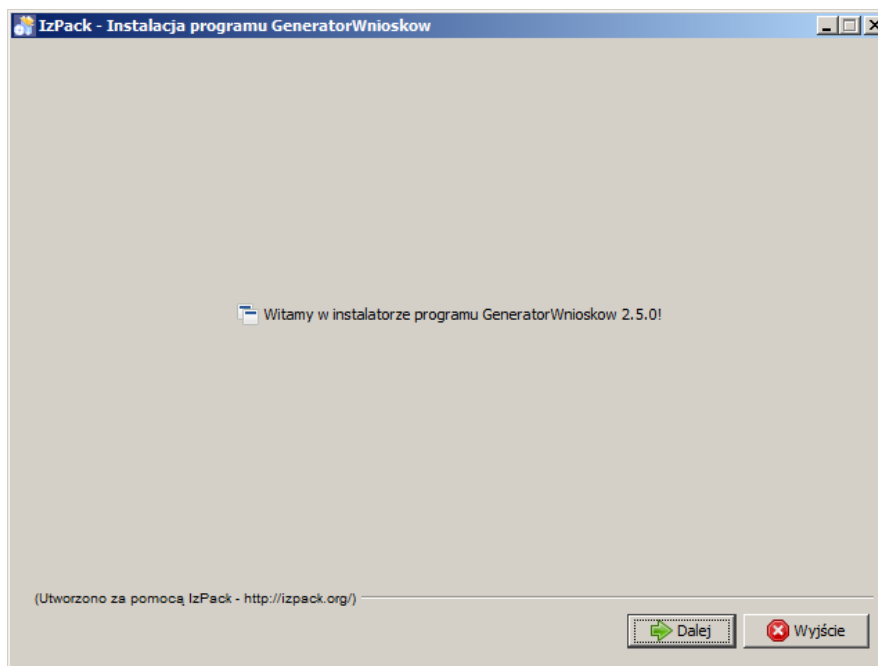 IzPack - Instalacja programu GeneratorWnioskow
Witamy w instalatorze programu GeneratorWnioskow 2.5.0!
(Utworzono za pomocą IzPack - http://izpack.org/)
Dalej
Wyjście